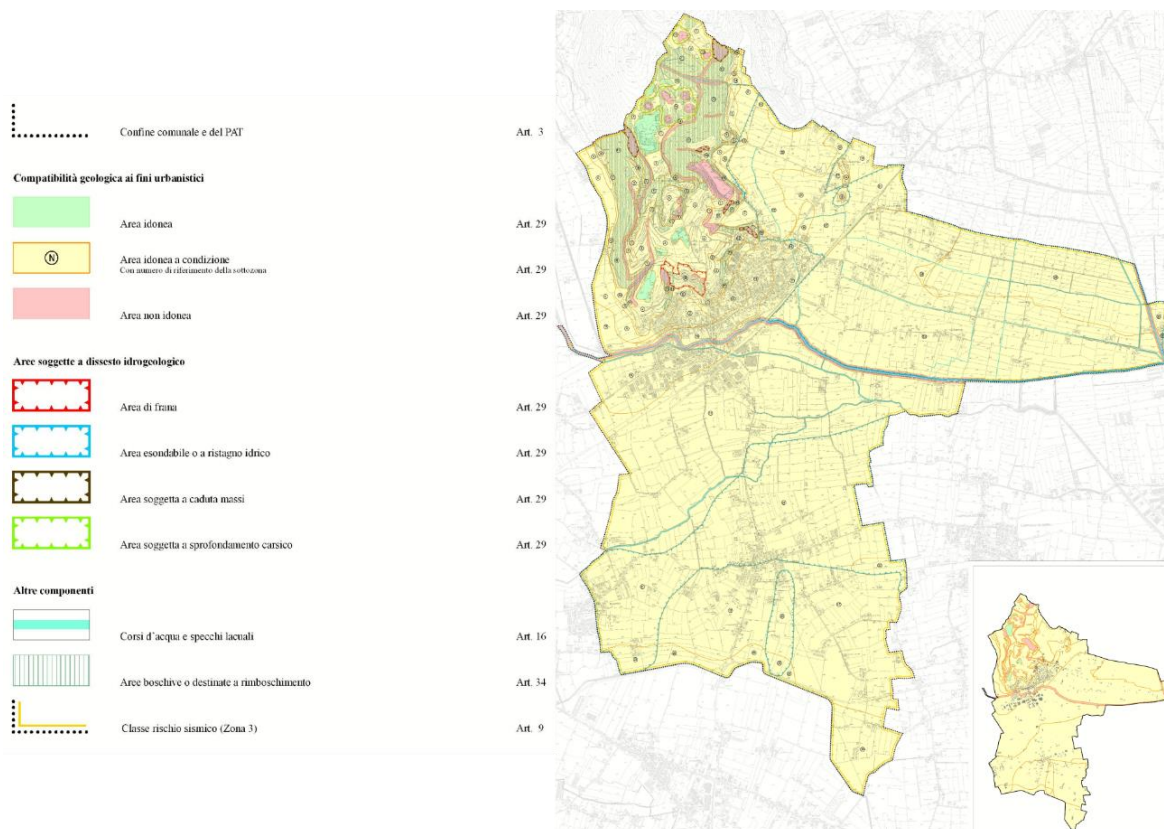 Confine comunale e del PAT Art. 3
Compatibilità geologica ai fini urbanistici
Area idonea Art. 29
N
Area idonea a condizione
Con numero di riferimento della sottozona Art. 29
Area non idonea Art. 29
Aree soggette a dissesto idrogeologico
Area di frana Art. 29
Area esondabile o a ristagno idrico Art. 29
Area soggetta a caduta massi Art. 29
Area soggetta a sprofondamento carsico Art. 29
Altre componenti
Corsi d'acqua e specchi lacuali Art. 16
Aree boschive o destinate a rimboschimento Art. 34
Classe rischio sismico (Zona 3) Art. 9